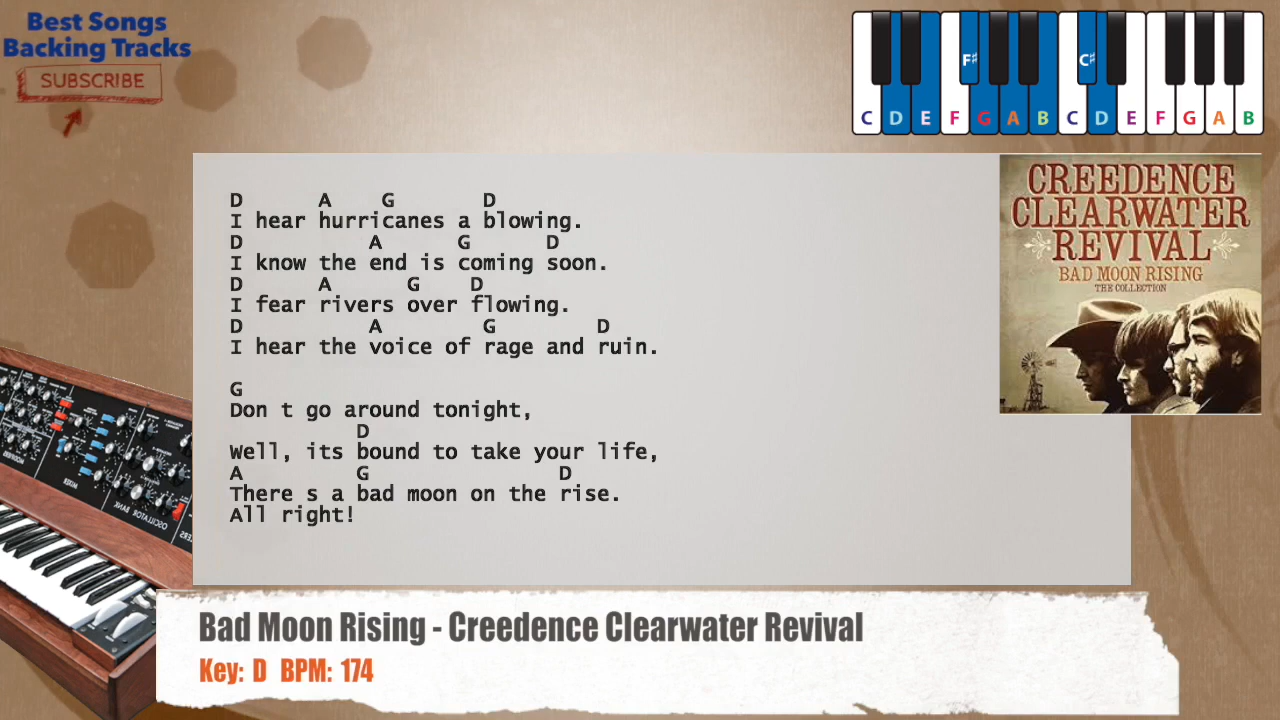 Best Songs
Backing Tracks
SUBSCRIBE
F# C#
C D E F G A B C D E F G A B
CREEDENCE
CLEARWATER
REVIVAL
BAD MOON RISING
THE COLLECTION
D A G D
I hear hurricanes a blowing.
D A G D
I know the end is coming soon.
D A G D
I fear rivers over flowing.
D A G D
I hear the voice of rage and ruin.
G
Don t go around tonight,
D
Well, its bound to take your life,
A G D
There s a bad moon on the rise.
All right!
MIXER
OSCILLATOR BANK
Bad Moon Rising - Creedence Clearwater Revival
Key: D BPM: 174